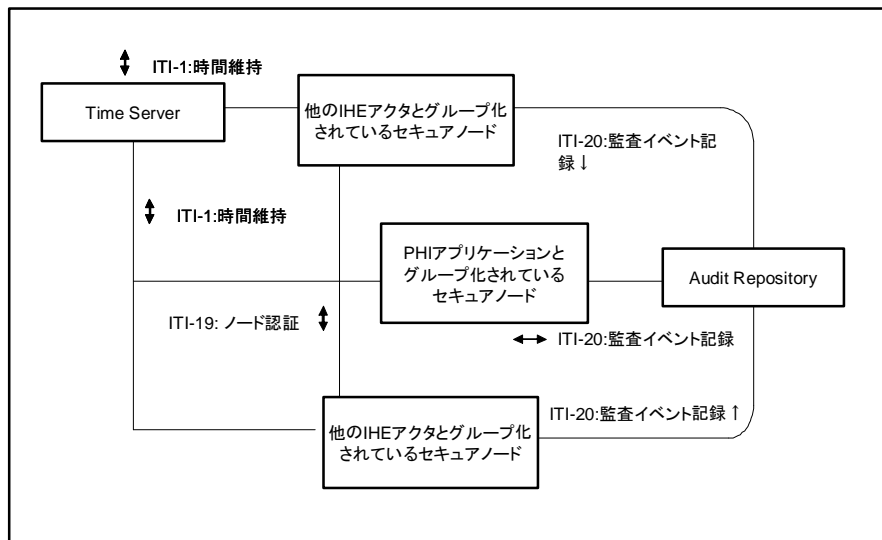 ITI-1:時間維持
Time Server
他のIHEアクタとグループ化
されているセキュアノード
ITI-20:監査イベント記
録↓
ITI-1:時間維持
PHIアプリケーションと
グループ化されている
セキュアノード
Audit Repository
ITI-19: ノード認証
ITI-20:監査イベント記録
他のIHEアクタとグループ化
されているセキュアノード
ITI-20:監査イベント記録↑